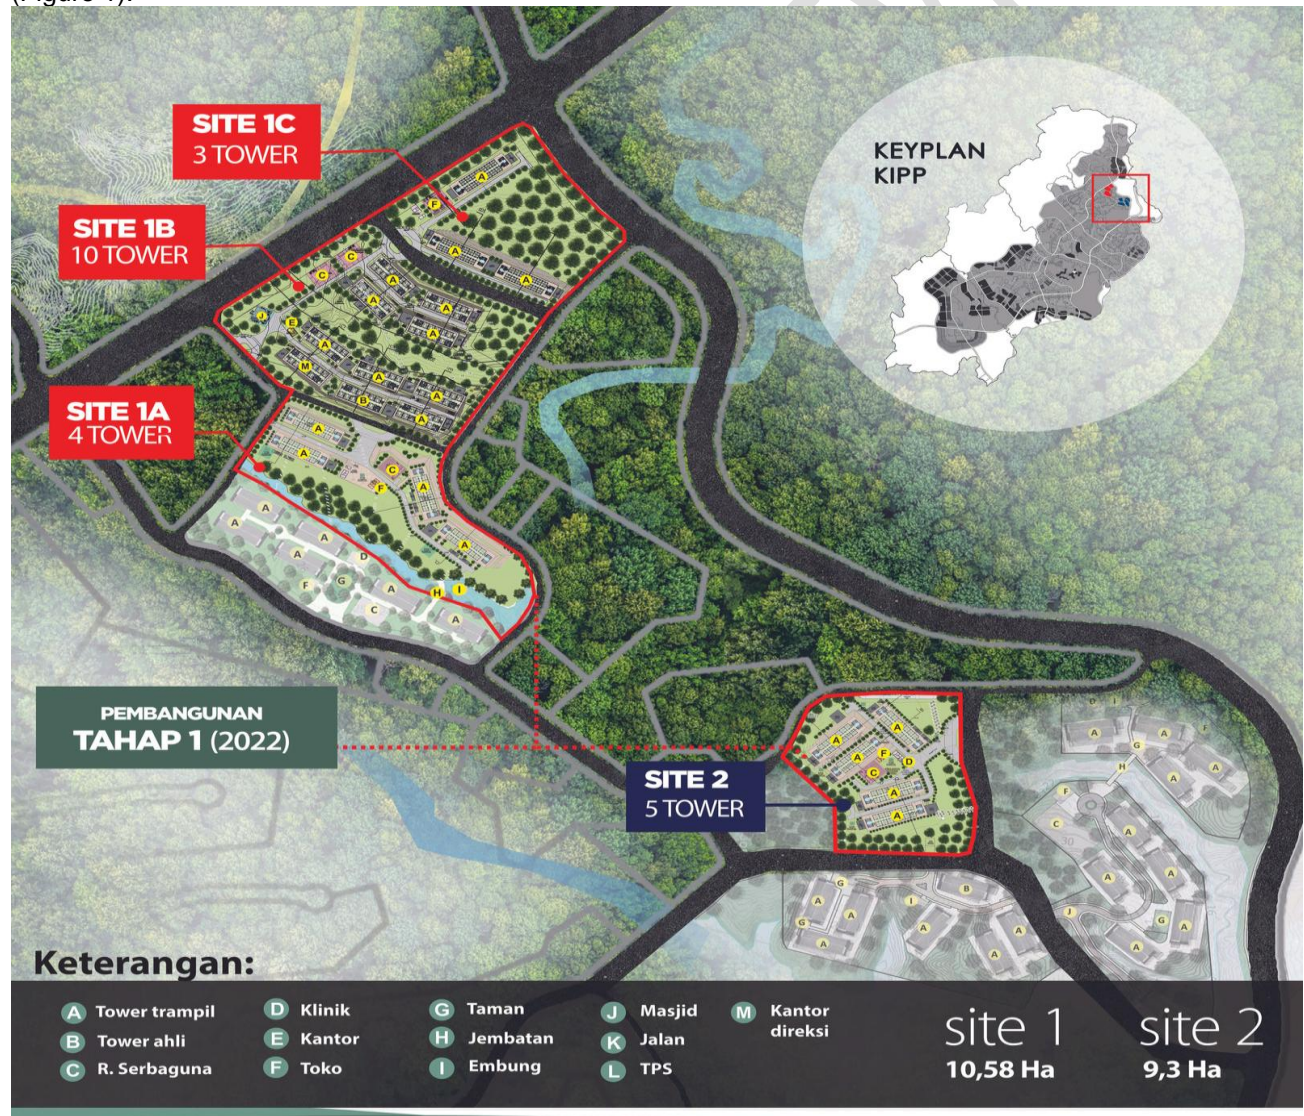 (Figure 1).
SITE 1C
3 TOWER
SITE 1B
10 TOWER
SITE 1A
4 TOWER
KEYPLAN
KIPP
PEMBANGUNAN
TAHAP 1 (2022)
SITE 2
5 TOWER
Keterangan:
A Tower trampil
B Tower ahli
C R. Serbaguna
D Klinik
E Kantor
F Toko
G Taman
H Jembatan
I Embung
J Masjid
K Jalan
L TPS
M Kantor
direksi
site 1
10,58 Ha
site 2
9,3 Ha